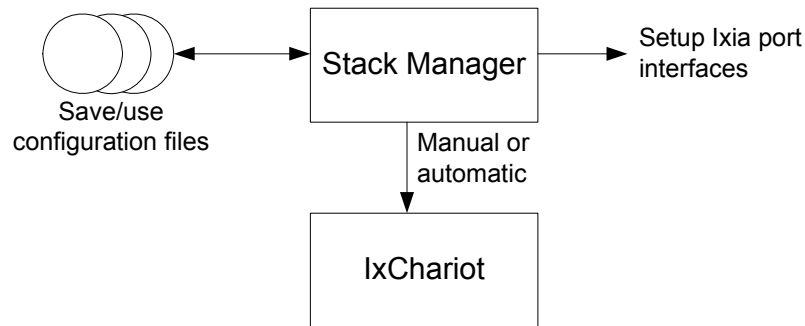 Stack Manager
Setup Ixia port
interfaces
Save/use
configuration files
Manual or
automatic
IxChariot